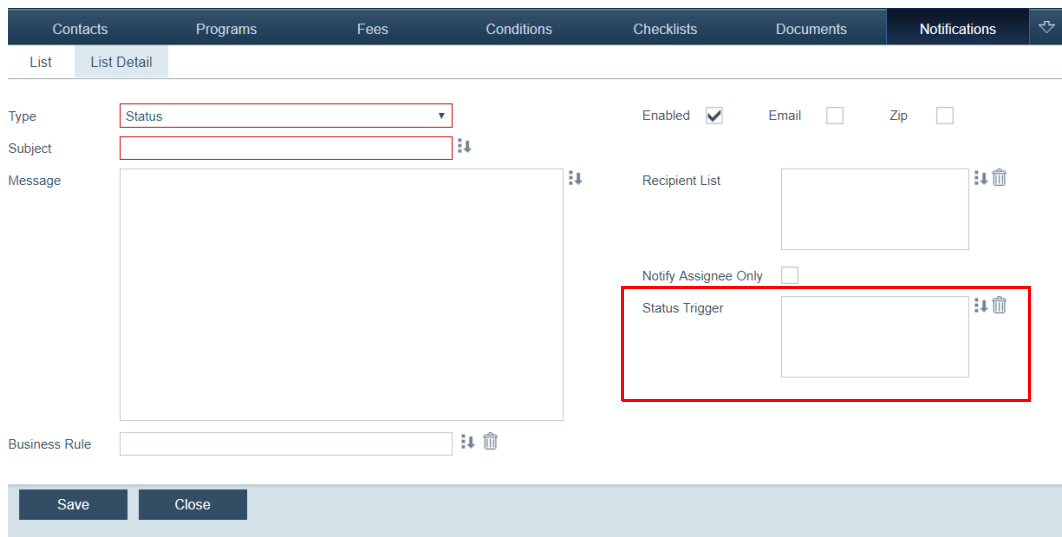 Contacts Programs Fees Conditions Checklists Documents Notifications
List List Detail
Type Status Enabled Email Zip
Subject
Message Recipient List
Notify Assignee Only
Status Trigger
Business Rule
Save Close